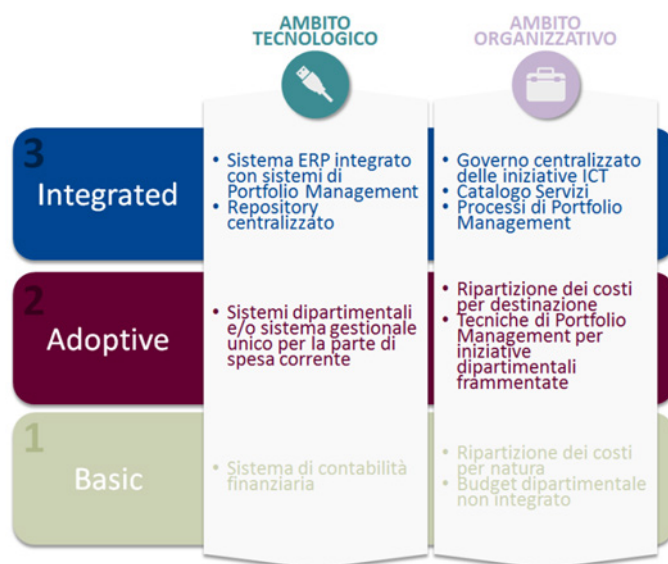 AMBITO
TECNOLOGICO
AMBITO
ORGANIZZATIVO
3
Integrated
• Sistema ERP integrato
con sistemi di
Portfolio Management
• Repository
centralizzato
• Governo centralizzato
delle iniziative ICT
• Catalogo Servizi
• Processi di Portfolio
Management
2
Adoptive
• Sistemi dipartimentali
e/o sistema gestionale
unico per la parte di
spesa corrente
• Ripartizione dei costi
per destinazione
• Tecniche di Portfolio
Management per
iniziative
dipartimentali
frammentate
1
Basic
• Sistema di contabilità
finanziaria
• Ripartizione dei costi
per natura
• Budget dipartimentale
non integrato